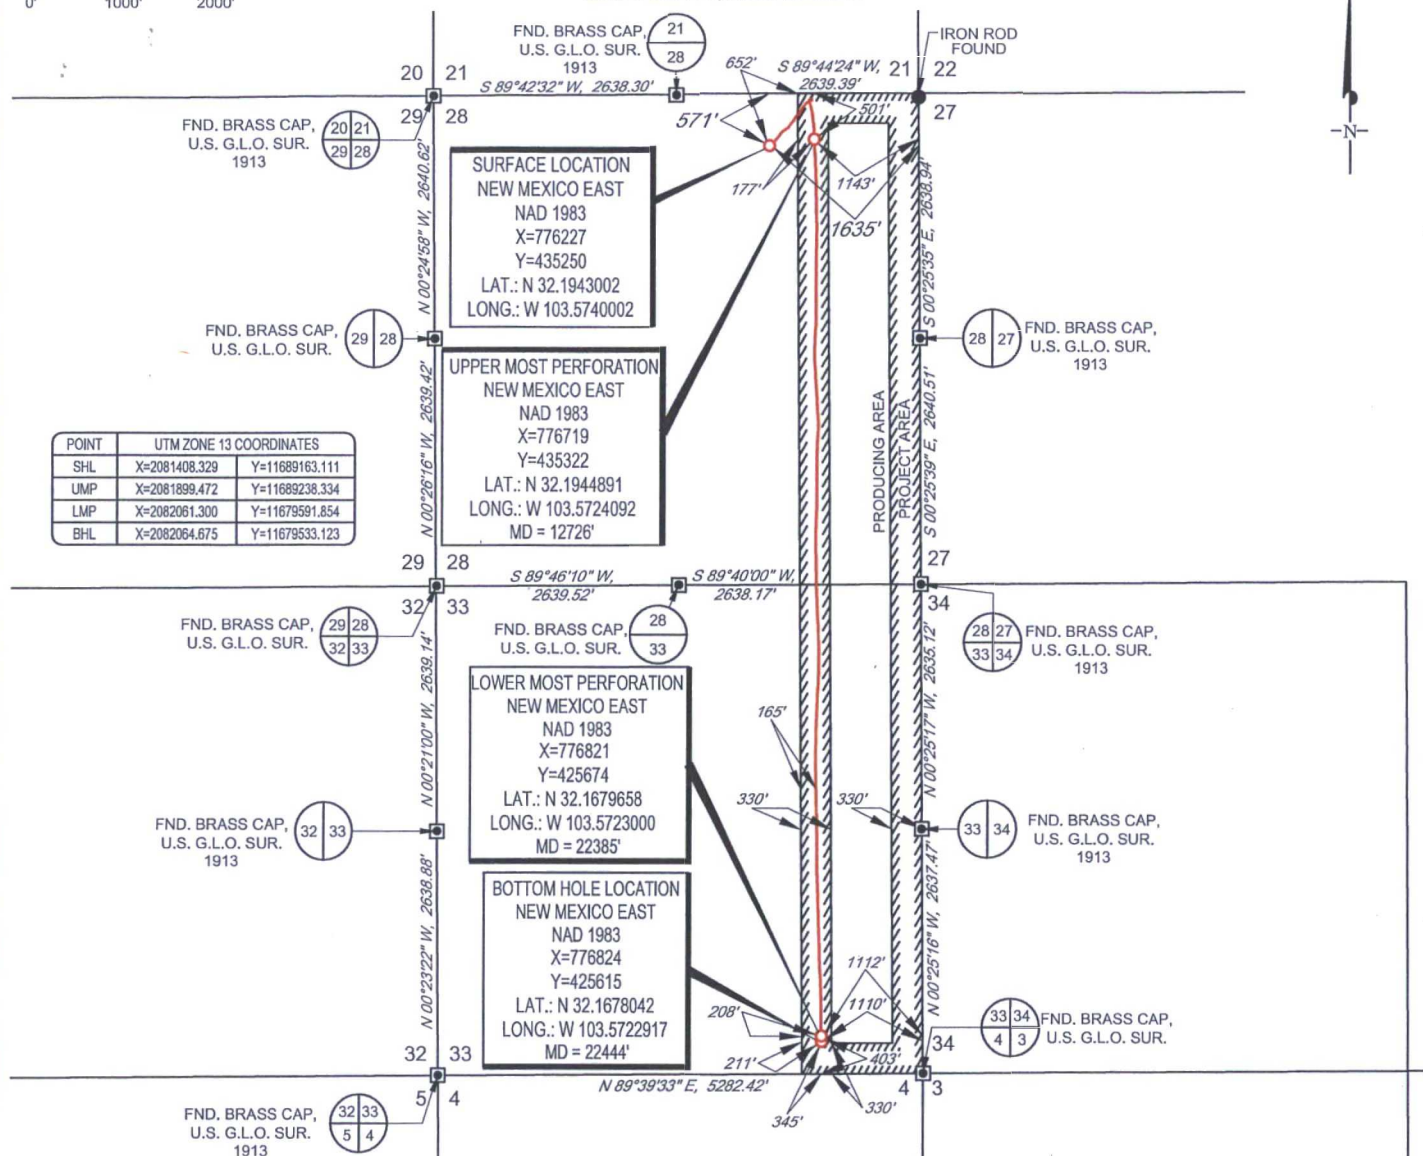 0'
1000'
2000'
FND. BRASS CAP,
U.S. G.L.O. SUR.
1913
21
28
IRON ROD
FOUND
20
21
29
28
S 89°42'32" W, 2638.30'
652'
S 89°44'24" W,
2639.39'
21
22
27
571'
501'
FND. BRASS CAP,
U.S. G.L.O. SUR.
1913
20 21
29 28
N 00°24'58" W, 2640.62'
SURFACE LOCATION
NEW MEXICO EAST
NAD 1983
X=776227
Y=435250
LAT.: N 32.1943002
LONG.: W 103.5740002
177'
1143'
1635'
S 00°25'35" E, 2638.94'
-N-
FND. BRASS CAP,
U.S. G.L.O. SUR.
29 28
28 27
FND. BRASS CAP,
U.S. G.L.O. SUR.
1913
UPPER MOST PERFORATION
NEW MEXICO EAST
NAD 1983
X=776719
Y=435322
LAT.: N 32.1944891
LONG.: W 103.5724092
MD = 12726'
N 00°26'16" W, 2639.42'
PRODUCING AREA
PROJECT AREA
S 00°25'39" E, 2640.51'
POINT UTM ZONE 13 COORDINATES
SHL X=2081408.329 Y=11689163.111
UMP X=2081899.472 Y=11689238.334
LMP X=2082061.300 Y=11679591.854
BHL X=2082064.675 Y=11679533.123
29
28
32
33
S 89°46'10" W,
2639.52'
S 89°40'00" W,
2638.17'
27
34
FND. BRASS CAP,
U.S. G.L.O. SUR.
1913
29 28
32 33
FND. BRASS CAP,
U.S. G.L.O. SUR.
28
33
28 27
33 34
FND. BRASS CAP,
U.S. G.L.O. SUR.
1913
N 00°21'00" W, 2639.14'
N 00°25'17" W, 2635.12'
LOWER MOST PERFORATION
NEW MEXICO EAST
NAD 1983
X=776821
Y=425674
LAT.: N 32.1679658
LONG.: W 103.5723000
MD = 22385'
165'
330'
330'
FND. BRASS CAP,
U.S. G.L.O. SUR.
1913
32 33
33 34
FND. BRASS CAP,
U.S. G.L.O. SUR.
1913
BOTTOM HOLE LOCATION
NEW MEXICO EAST
NAD 1983
X=776824
Y=425615
LAT.: N 32.1678042
LONG.: W 103.5722917
MD = 22444'
N 00°23'22" W, 2638.88'
N 00°25'16" W, 2637.47'
1112'
1110'
208'
211'
403'
33 34
4 3
FND. BRASS CAP,
U.S. G.L.O. SUR.
32
33
5
4
34
4
3
N 89°39'33" E, 5282.42'
345'
330'
FND. BRASS CAP,
U.S. G.L.O. SUR.
1913
32 33
5 4